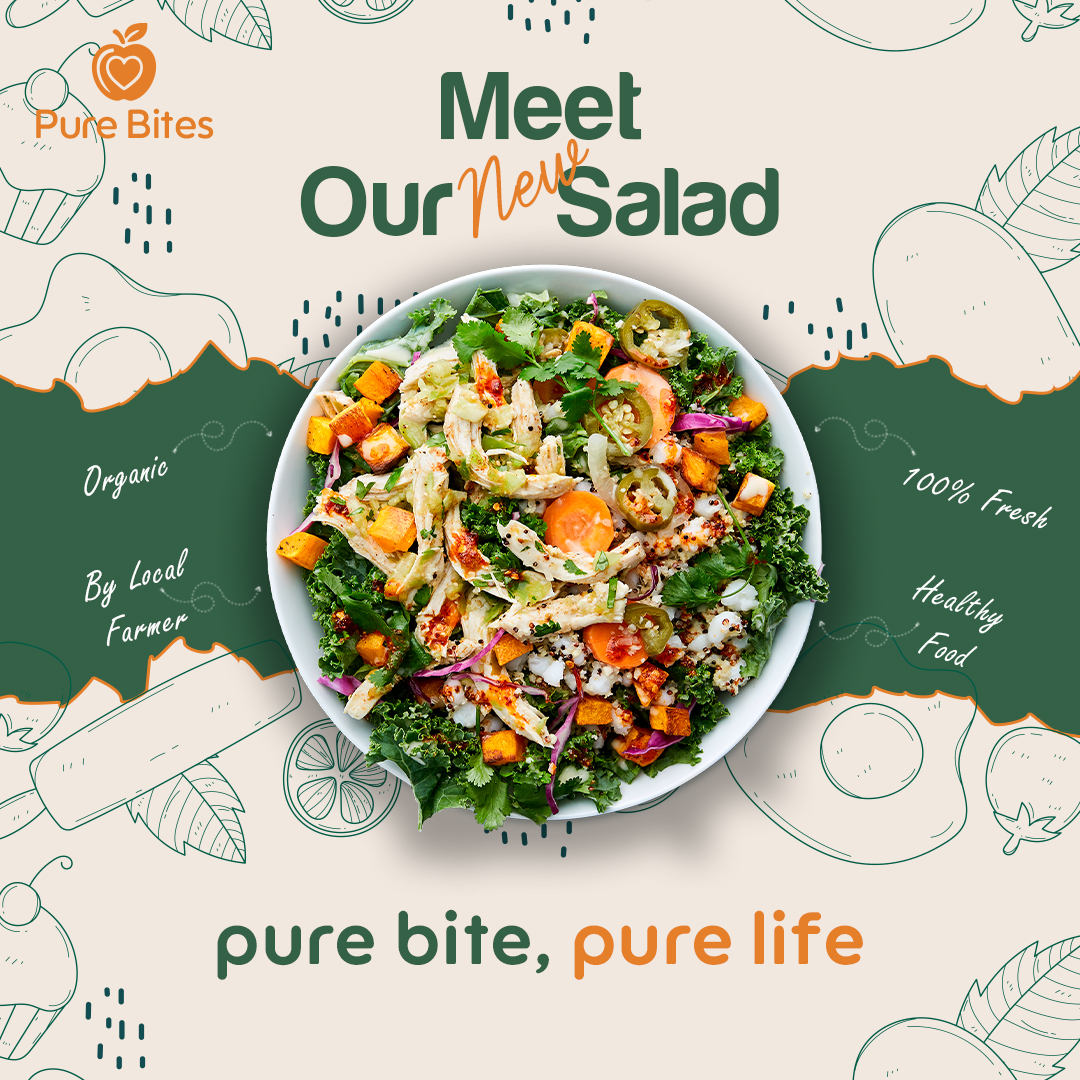 Pure Bites
Meet
Our New Salad
Organic
By Local
Farmer
100% Fresh
Healthy
Food
pure bite, pure life